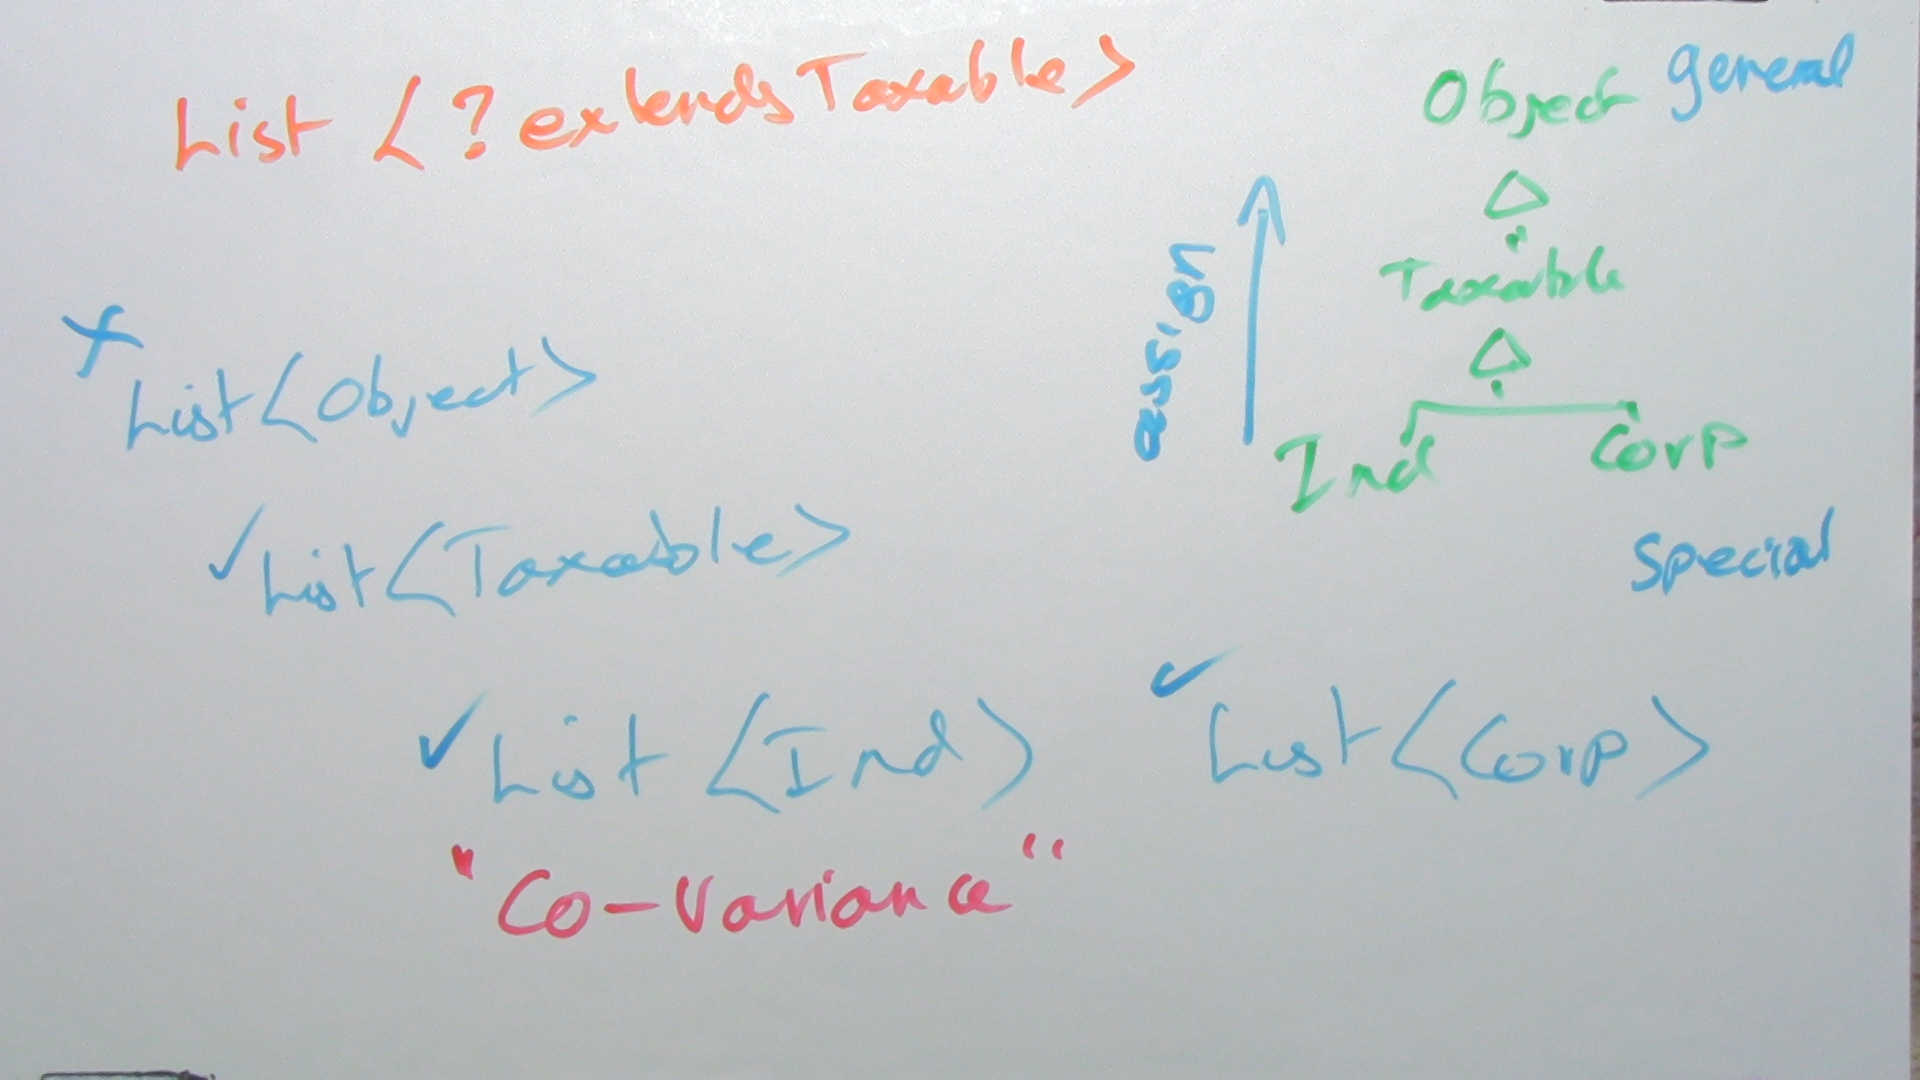 List <? extends Taxable>
Object general
Taxable
assign
Ind Corp
special
x List<Object>
✓ List<Taxable>
✓ List<Ind> ✓ List<Corp>
"Co-Variance"